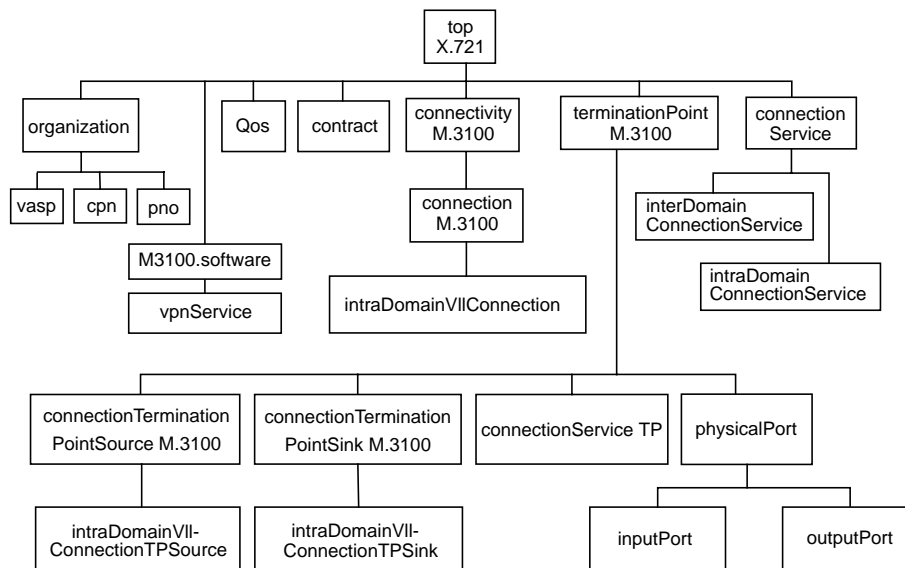 top
X.721
organization
Qos
contract
connectivity
M.3100
terminationPoint
M.3100
connection
Service
vasp
cpn
pno
connection
M.3100
interDomain
ConnectionService
M3100.software
vpnService
intraDomainVllConnection
intraDomain
ConnectionService
connectionTermination
PointSource M.3100
connectionTermination
PointSink M.3100
connectionService TP
physicalPort
intraDomainVll-
ConnectionTPSource
intraDomainVll-
ConnectionTPSink
inputPort
outputPort